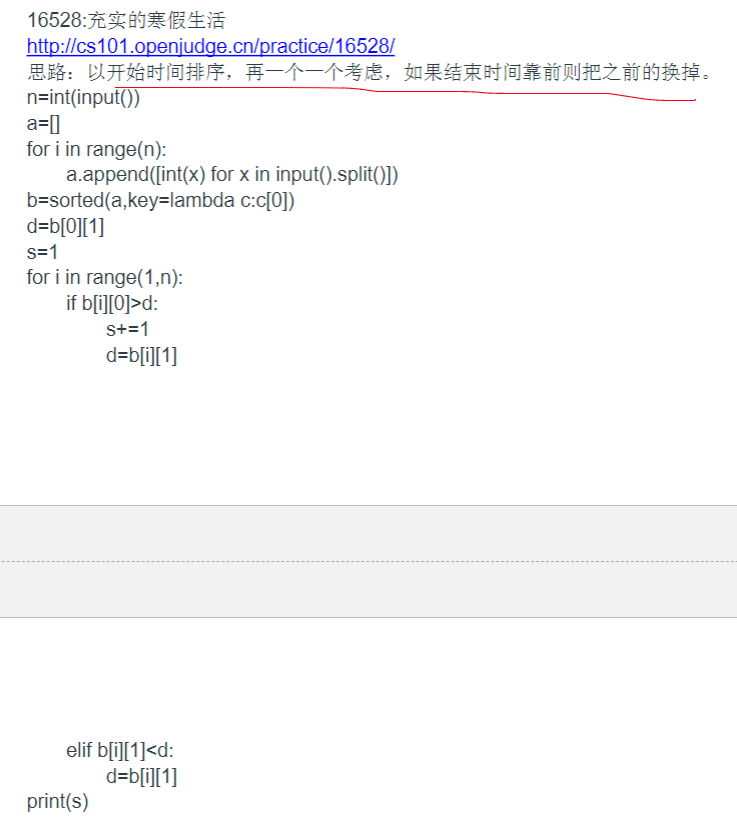 16528:充实的寒假生活
http://cs101.openjudge.cn/practice/16528/
思路：以开始时间排序，再一个一个考虑，如果结束时间靠前则把之前的换掉。
n=int(input())
a=[]
for i in range(n):
    a.append([int(x) for x in input().split()])
b=sorted(a,key=lambda c:c[0])
d=b[0][1]
s=1
for i in range(1,n):
    if b[i][0]>d:
        s+=1
        d=b[i][1]
    elif b[i][1]<d:
        d=b[i][1]
print(s)